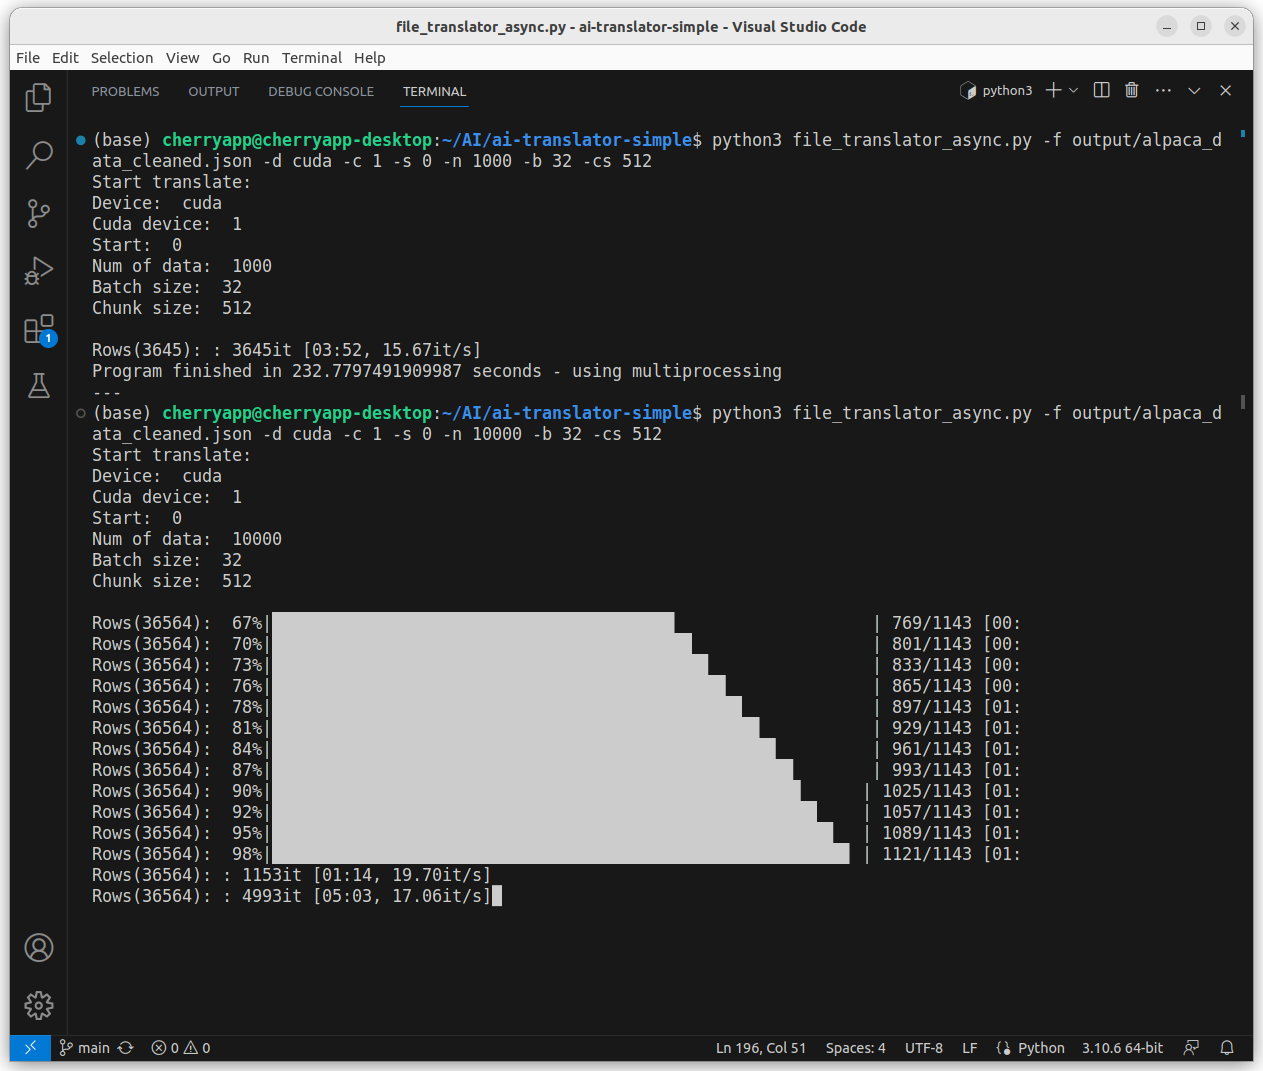 file_translator_async.py - ai-translator-simple - Visual Studio Code
File Edit Selection View Go Run Terminal Help
PROBLEMS OUTPUT DEBUG CONSOLE TERMINAL python3
(base) cherryapp@cherryapp-desktop:~/AI/ai-translator-simple$ python3 file_translator_async.py -f output/alpaca_d
ata_cleaned.json -d cuda -c 1 -s 0 -n 1000 -b 32 -cs 512
Start translate:
Device:  cuda
Cuda device:  1
Start:  0
Num of data:  1000
Batch size:  32
Chunk size:  512
1
Rows(3645): : 3645it [03:52, 15.67it/s]
Program finished in 232.7797491909987 seconds - using multiprocessing
---
(base) cherryapp@cherryapp-desktop:~/AI/ai-translator-simple$ python3 file_translator_async.py -f output/alpaca_d
ata_cleaned.json -d cuda -c 1 -s 0 -n 10000 -b 32 -cs 512
Start translate:
Device:  cuda
Cuda device:  1
Start:  0
Num of data:  10000
Batch size:  32
Chunk size:  512
Rows(36564):  67%| | 769/1143 [00:
Rows(36564):  70%| | 801/1143 [00:
Rows(36564):  73%| | 833/1143 [00:
Rows(36564):  76%| | 865/1143 [00:
Rows(36564):  78%| | 897/1143 [01:
Rows(36564):  81%| | 929/1143 [01:
Rows(36564):  84%| | 961/1143 [01:
Rows(36564):  87%| | 993/1143 [01:
Rows(36564):  90%| | 1025/1143 [01:
Rows(36564):  92%| | 1057/1143 [01:
Rows(36564):  95%| | 1089/1143 [01:
Rows(36564):  98%| | 1121/1143 [01:
Rows(36564): : 1153it [01:14, 19.70it/s]
Rows(36564): : 4993it [05:03, 17.06it/s]
main 0 0 Ln 196, Col 51 Spaces: 4 UTF-8 LF Python 3.10.6 64-bit